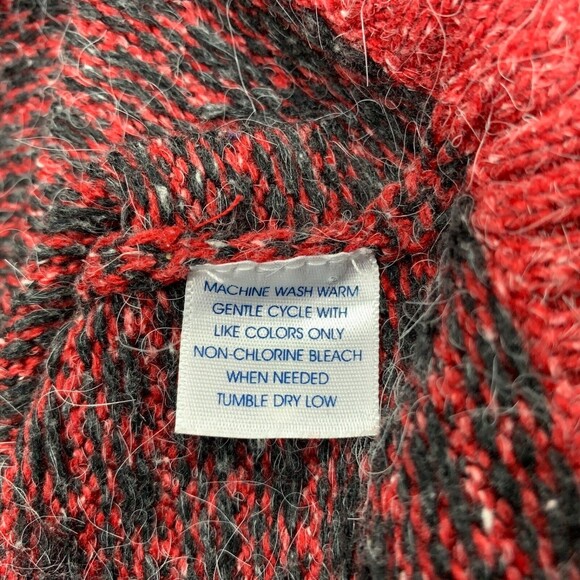 MACHINE WASH WARM
GENTLE CYCLE WITH
LIKE COLORS ONLY
NON-CHLORINE BLEACH
WHEN NEEDED
TUMBLE DRY LOW